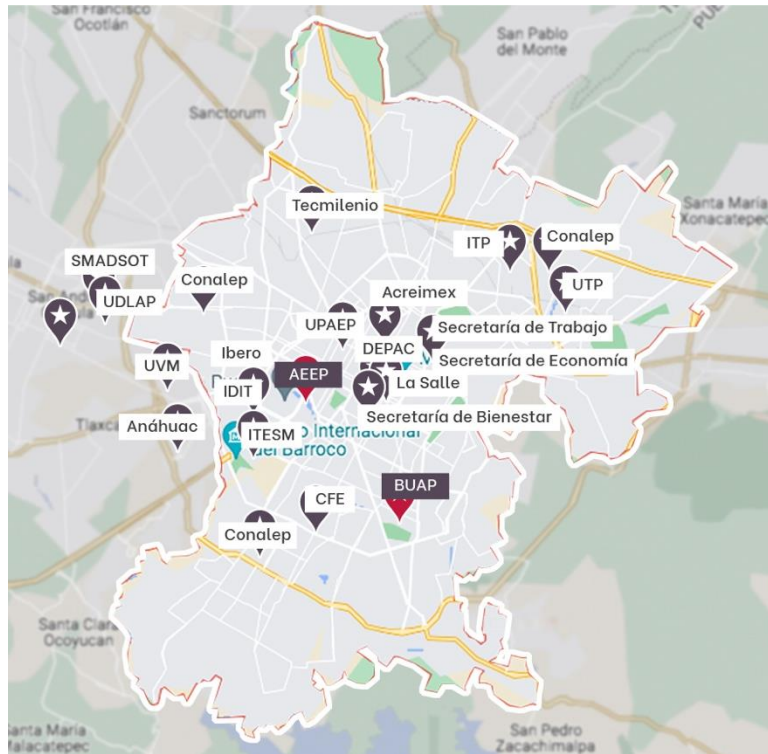 San Francisco
Ocotlán
San Pablo
del Monte
Sanctorum
Santa María
Xonacatepec
Tecmilenio
ITP
Conalep
SMADSOT
UDLAP
Conalep
UTP
Acreimex
UPAEP
Secretaría de Trabajo
DEPAC
Secretaría de Economía
Ibero
UVM
AEEP
La Salle
IDIT
Secretaría de Bienestar
Anáhuac
ITESM
Internacional
del Barroco
BUAP
CFE
Conalep
Santa Clara
Ocoyucan
Santa María
San Pedro
Zacachimalpa